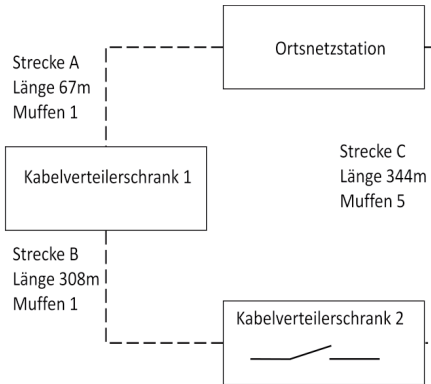 Ortsnetzstation
Strecke A
Länge 67m
Muffen 1
Kabelverteilerschrank 1
Strecke C
Länge 344m
Muffen 5
Strecke B
Länge 308m
Muffen 1
Kabelverteilerschrank 2